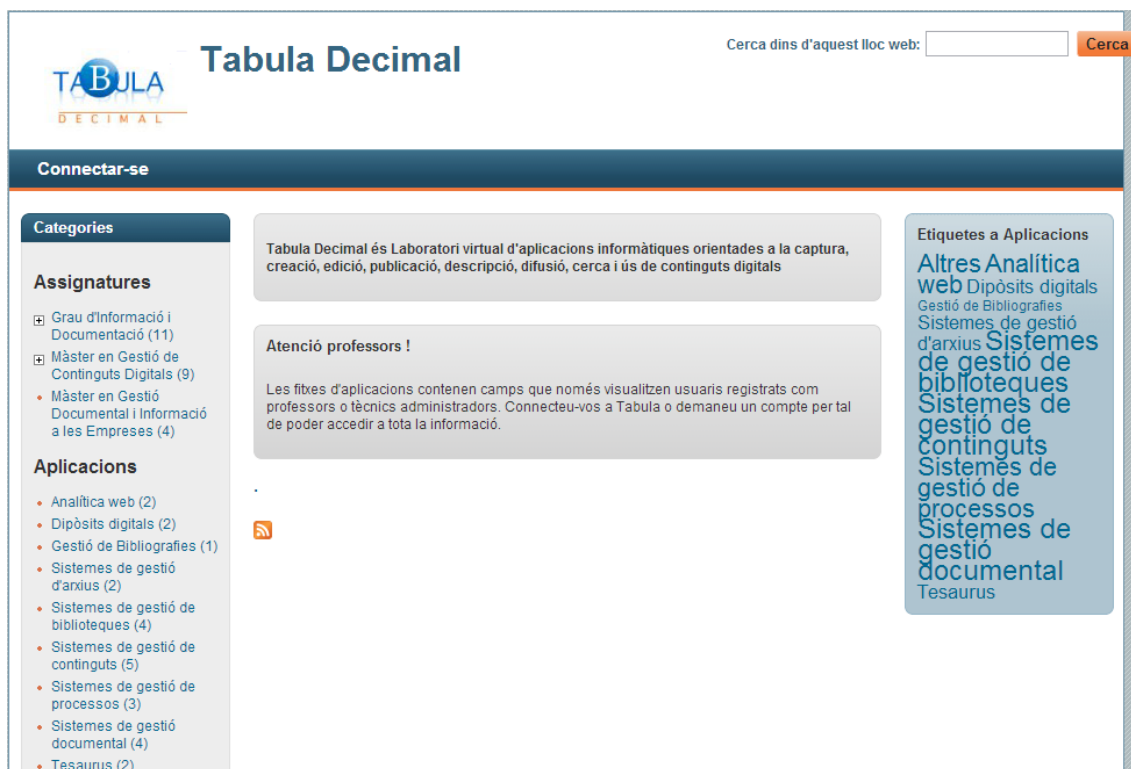 TABULA
DECIMAL
Tabula Decimal
Cerca dins d'aquest lloc web:
Cerca
Connectar-se
Categories
Assignatures
Grau d'Informació i
Documentació (11)
Màster en Gestió de
Continguts Digitals (9)
Màster en Gestió
Documental i Informació
a les Empreses (4)
Aplicacions
Analítica web (2)
Dipòsits digitals (2)
Gestió de Bibliografies (1)
Sistemes de gestió
d'arxius (2)
Sistemes de gestió de
biblioteques (4)
Sistemes de gestió de
continguts (5)
Sistemes de gestió de
processos (3)
Sistemes de gestió
documental (4)
Tesaurus (2)
Tabula Decimal és Laboratori virtual d'aplicacions informàtiques orientades a la captura,
creació, edició, publicació, descripció, difusió, cerca i ús de continguts digitals
Atenció professors !
Les fitxes d'aplicacions contenen camps que només visualitzen usuaris registrats com
professors o tècnics administradors. Connecteu-vos a Tabula o demaneu un compte per tal
de poder accedir a tota la informació.
.
Etiquetes a Aplicacions
Altres Analítica
web Dipòsits digitals
Gestió de Bibliografies
Sistemes de gestió
d'arxius Sistemes
de gestió de
biblioteques
Sistemes de
gestió de
continguts
Sistemes de
gestió de
processos
Sistemes de
gestió
documental
Tesaurus